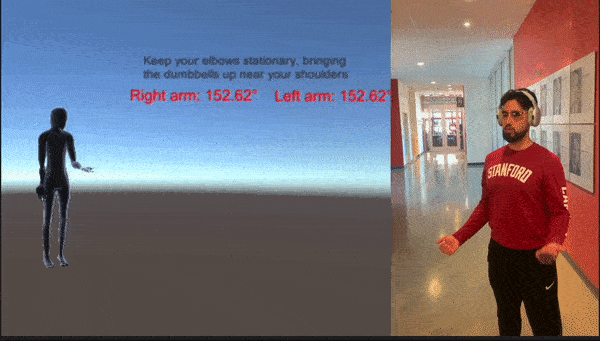 Keep your elbows stationary, bringing
the dumbbells up near your shoulders
Right arm: 152.62° Left arm: 152.62°
STANFORD